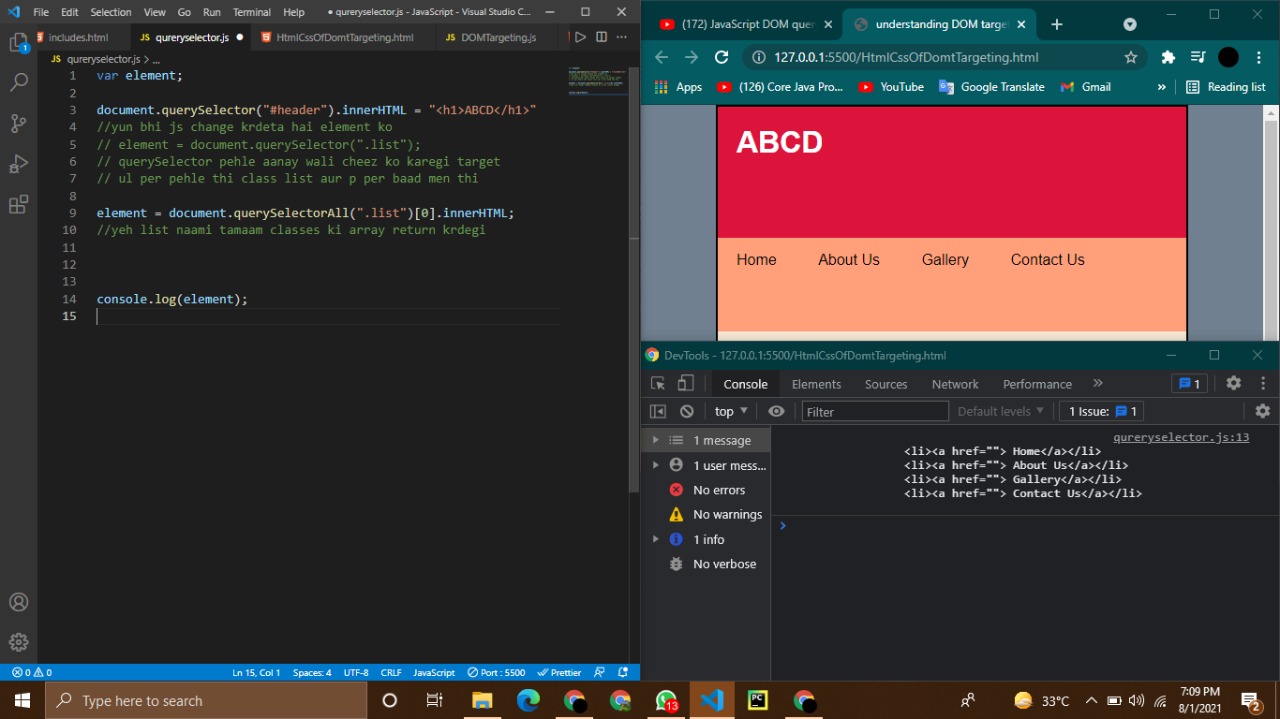 File Edit Selection View Go Run Terminal Help ● qureryselector.js - JavaScript - Visual Studio C...
includes.html JS qureryselector.js ● HtmlCssOfDomtTargeting.html JS DOMTargeting.js
JS qureryselector.js > ...
1 var element;
2
3 document.querySelector("#header").innerHTML = "<h1>ABCD</h1>"
4 //yun bhi js change krdeta hai element ko
5 // element = document.querySelector(".list");
6 // querySelector pehle aanay wali cheez ko karegi target
7 // ul per pehle thi class list aur p per baad men thi
8
9 element = document.querySelectorAll(".list")[0].innerHTML;
10 //yeh list naami tamaam classes ki array return krdegi
11
12
13
14 console.log(element);
15
1
0 0 Ln 15, Col 1 Spaces: 4 UTF-8 CRLF JavaScript Port : 5500 Prettier
(172) JavaScript DOM quer understanding DOM targe
127.0.0.1:5500/HtmlCssOfDomtTargeting.html
Apps (126) Core Java Pro... YouTube Google Translate Gmail » Reading list
ABCD
Home About Us Gallery Contact Us
DevTools - 127.0.0.1:5500/HtmlCssOfDomtTargeting.html
Console Elements Sources Network Performance » 1
top Filter Default levels 1 Issue: 1
1 message
1 user mess...
No errors
No warnings
1 info
No verbose
qureryselector.js:13
<li><a href=""> Home</a></li>
<li><a href=""> About Us</a></li>
<li><a href=""> Gallery</a></li>
<li><a href=""> Contact Us</a></li>
Type here to search 13 PC 33°C 7:09 PM
8/1/2021 2